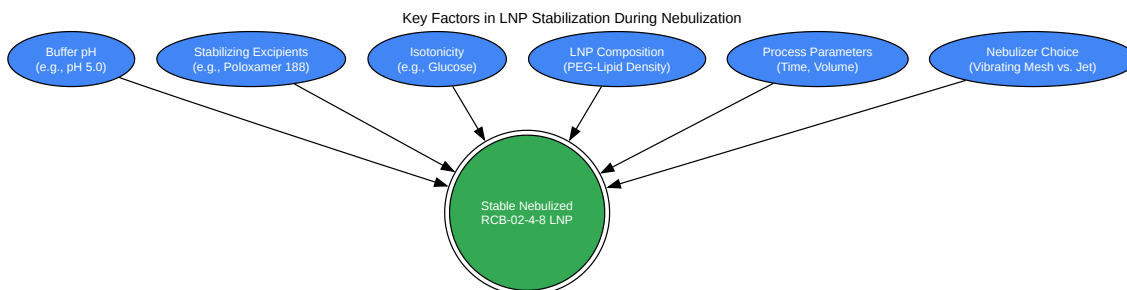 Key Factors in LNP Stabilization During Nebulization
Buffer pH
(e.g., pH 5.0)
Stabilizing Excipients
(e.g., Poloxamer 188)
Isotonicity
(e.g., Glucose)
LNP Composition
(PEG-Lipid Density)
Process Parameters
(Time, Volume)
Nebulizer Choice
(Vibrating Mesh vs. Jet)
Stable Nebulized
RCB-02-4-8 LNP